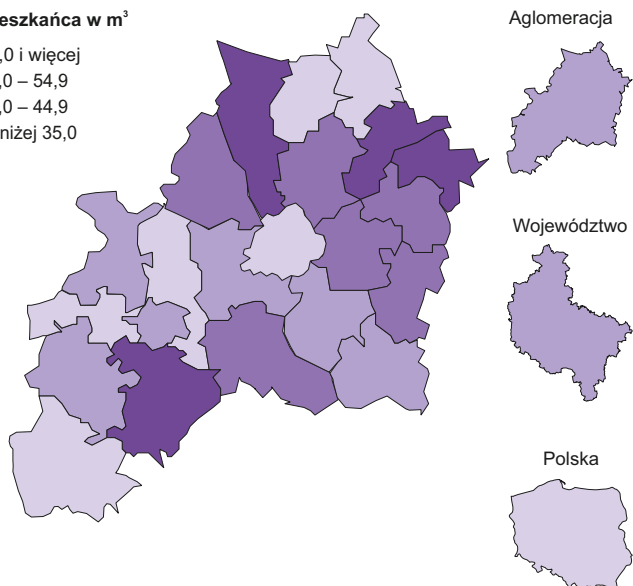 eszkańca w m³
,0 i więcej
,0 – 54,9
,0 – 44,9
niżej 35,0
Aglomeracja
Województwo
Polska